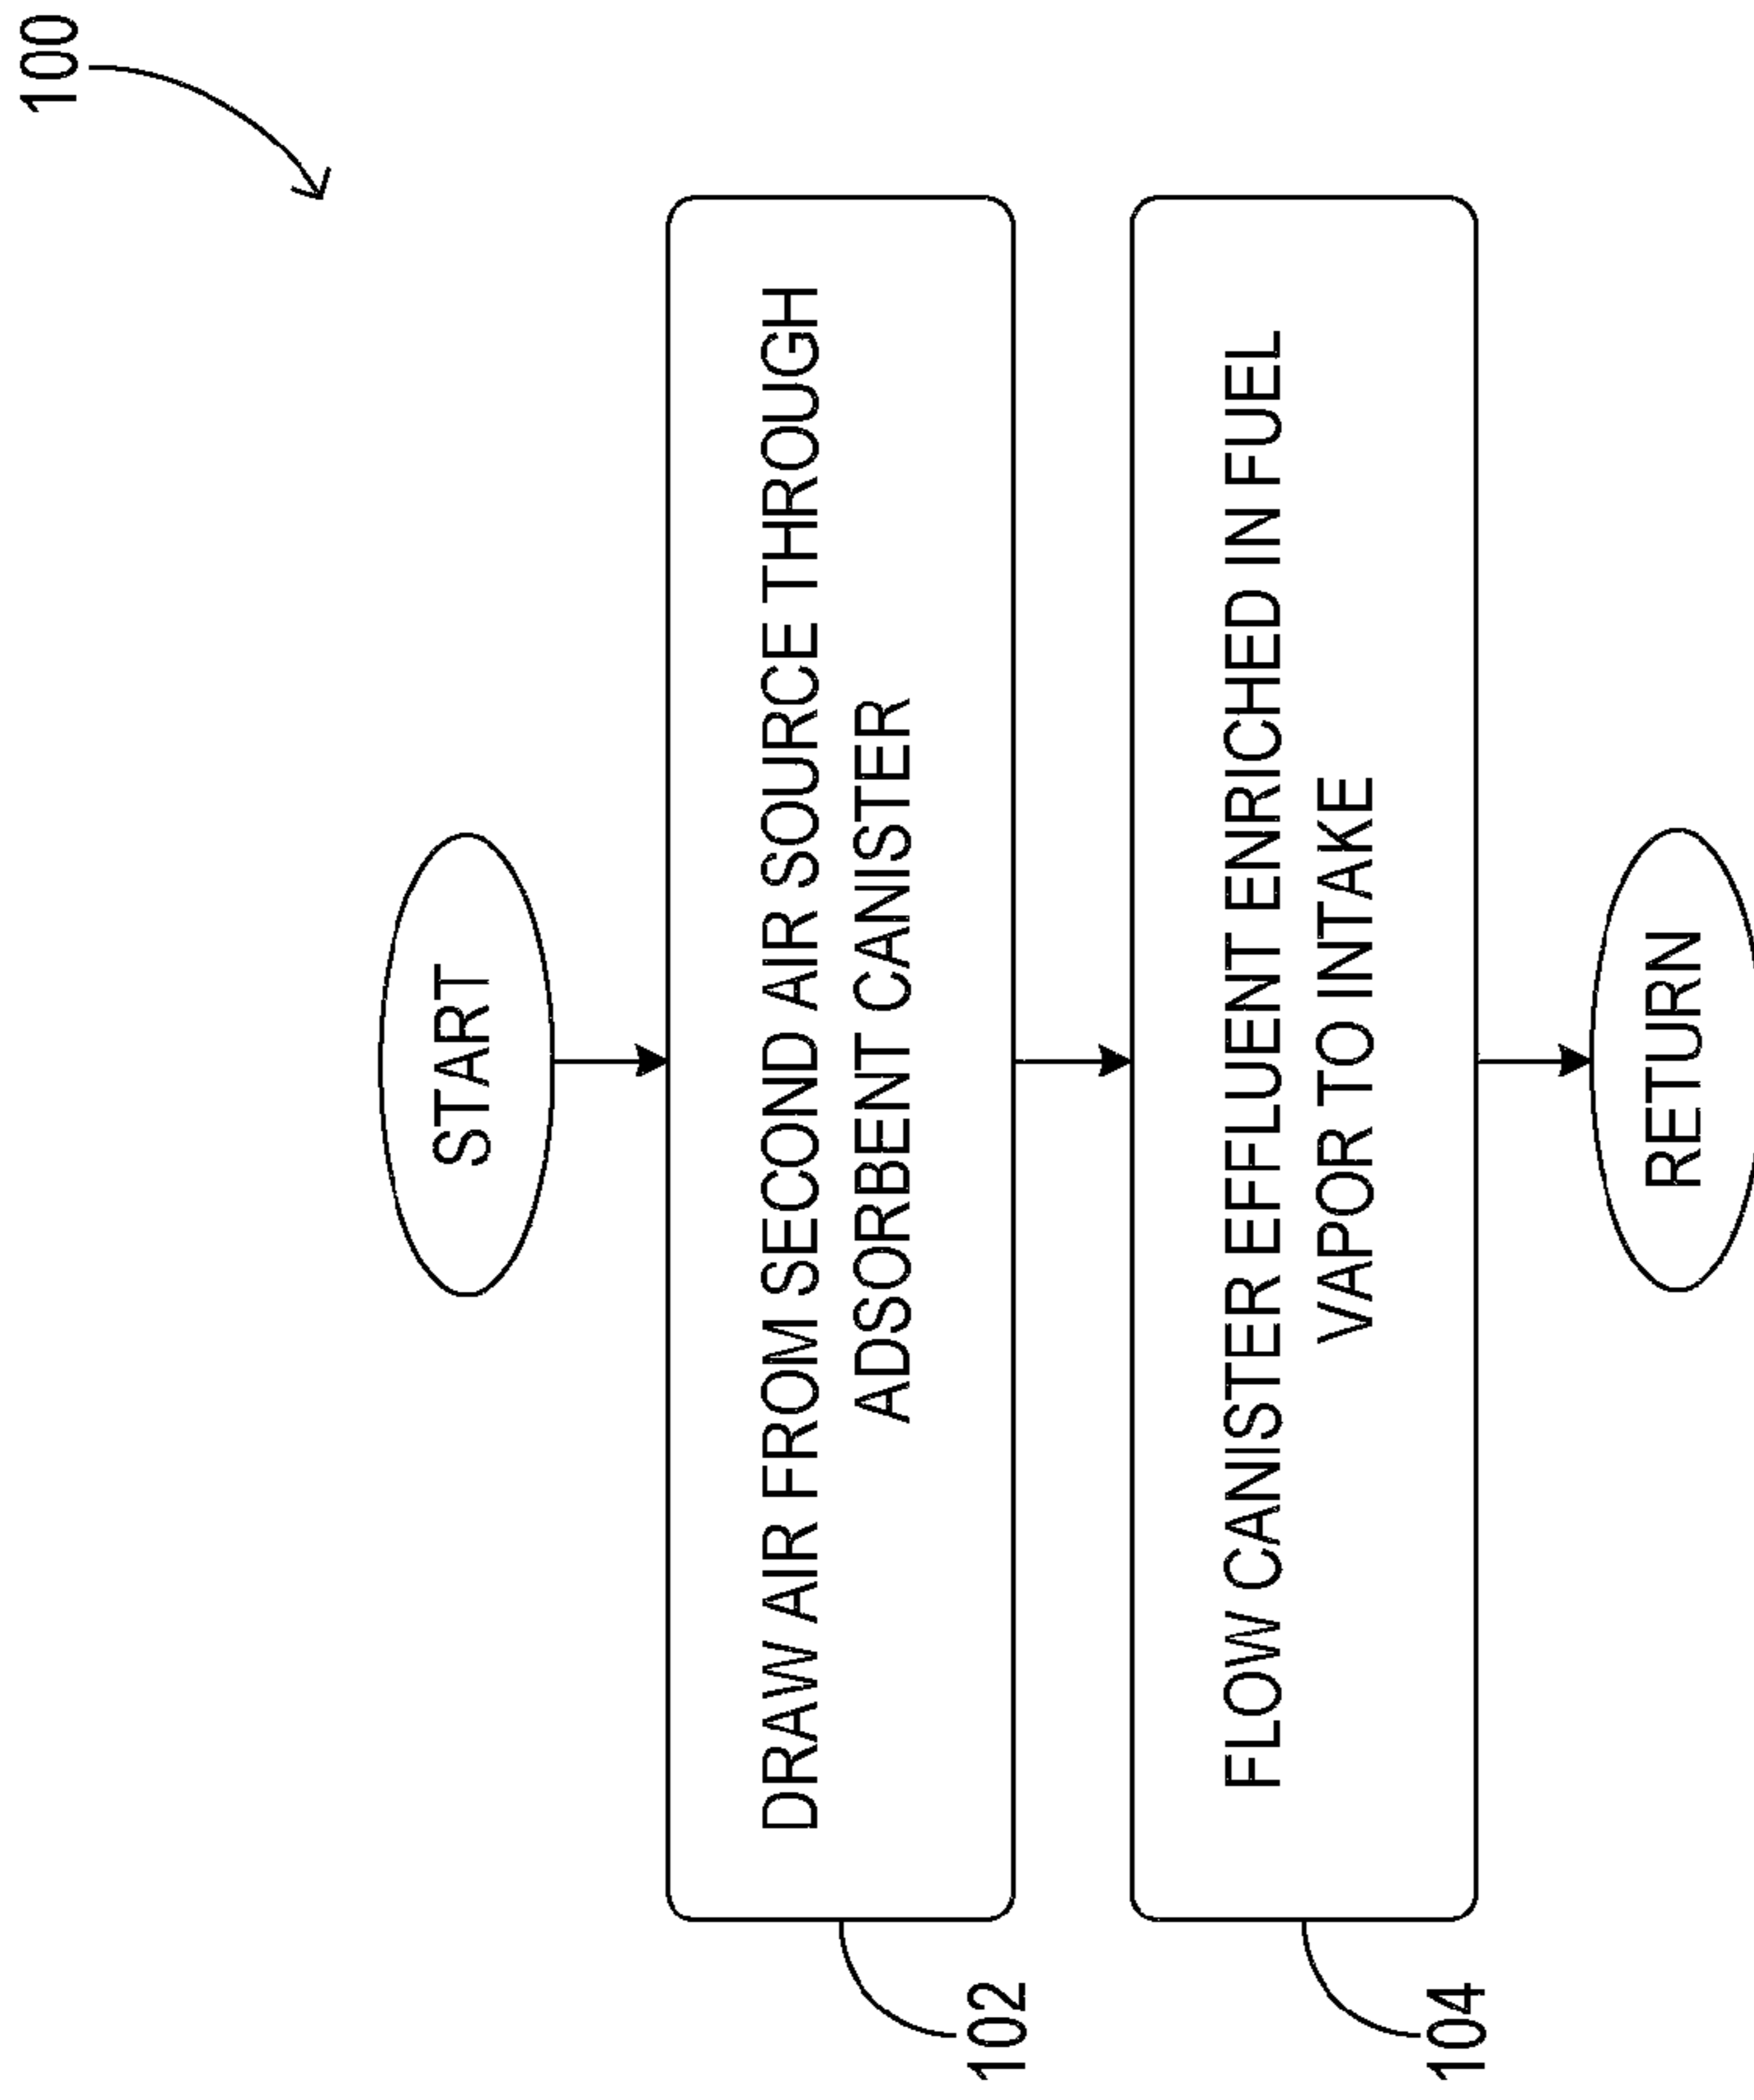 100
START
DRAW AIR FROM SECOND AIR SOURCE THROUGH
ADSORBENT CANISTER
102
FLOW CANISTER EFFLUENT ENRICHED IN FUEL
VAPOR TO INTAKE
104
RETURN